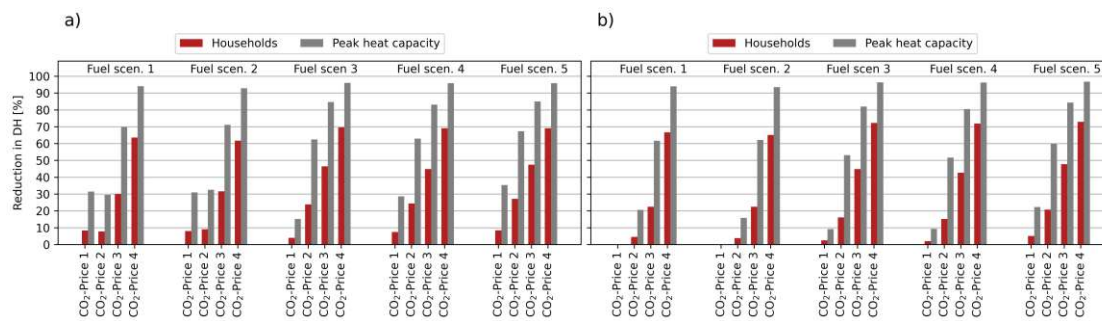 a)
Households Peak heat capacity
Fuel scen. 1 Fuel scen. 2 Fuel scen 3 Fuel scen. 4 Fuel scen. 5
Reduction in DH [%]
100
90
80
70
60
50
40
30
20
10
0
CO₂-Price 1
CO₂-Price 2
CO₂-Price 3
CO₂-Price 4
CO₂-Price 1
CO₂-Price 2
CO₂-Price 3
CO₂-Price 4
CO₂-Price 1
CO₂-Price 2
CO₂-Price 3
CO₂-Price 4
CO₂-Price 1
CO₂-Price 2
CO₂-Price 3
CO₂-Price 4
CO₂-Price 1
CO₂-Price 2
CO₂-Price 3
CO₂-Price 4
b)
Households Peak heat capacity
Fuel scen. 1 Fuel scen. 2 Fuel scen 3 Fuel scen. 4 Fuel scen. 5
CO₂-Price 1
CO₂-Price 2
CO₂-Price 3
CO₂-Price 4
CO₂-Price 1
CO₂-Price 2
CO₂-Price 3
CO₂-Price 4
CO₂-Price 1
CO₂-Price 2
CO₂-Price 3
CO₂-Price 4
CO₂-Price 1
CO₂-Price 2
CO₂-Price 3
CO₂-Price 4
CO₂-Price 1
CO₂-Price 2
CO₂-Price 3
CO₂-Price 4